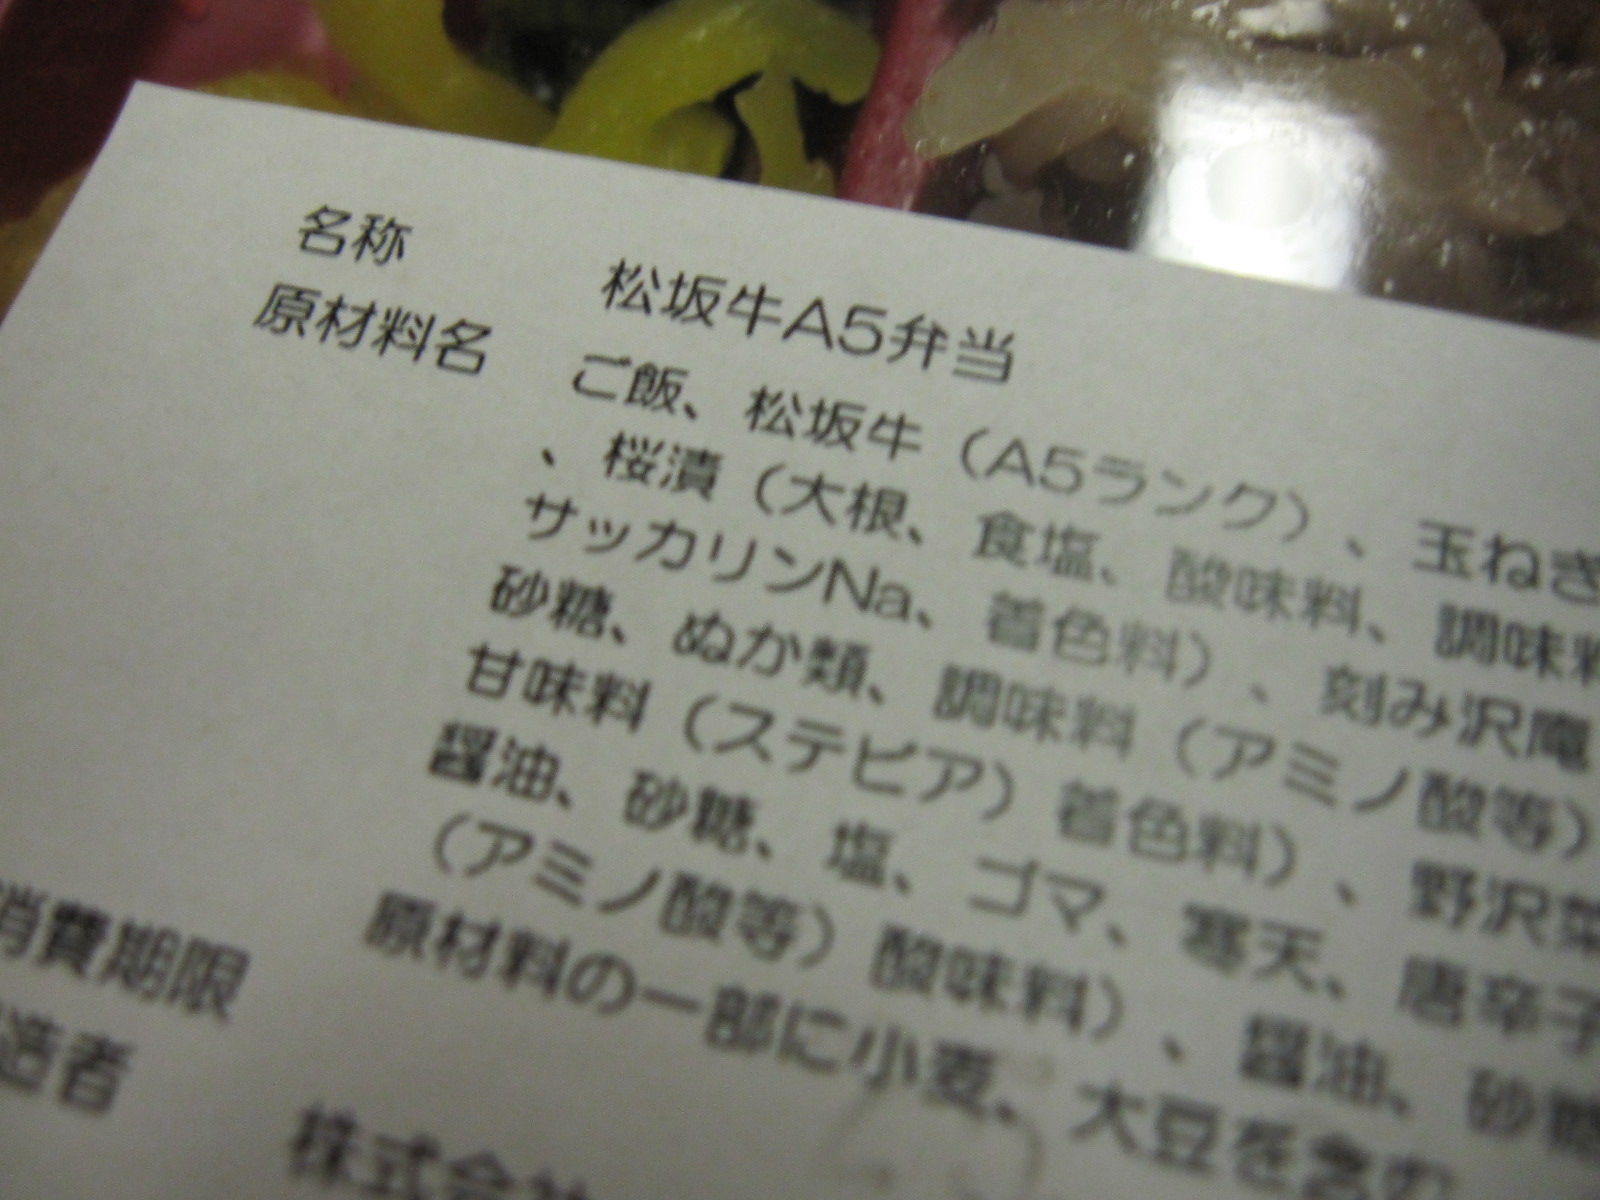 名称 松坂牛A5弁当
原材料名 ご飯、松坂牛（A5ランク）、玉ねぎ
、桜漬（大根、食塩、酸味料、調味料
サッカリンNa、着色料）、刻み沢庵
砂糖、ぬか類、調味料（アミノ酸等）
甘味料（ステビア）着色料）、野沢菜
醤油、砂糖、塩、ゴマ、寒天、唐辛子
（アミノ酸等）酸味料）、醤油、砂糖
原材料の一部に小麦、大豆を含む
消費期限
造者 株式会社